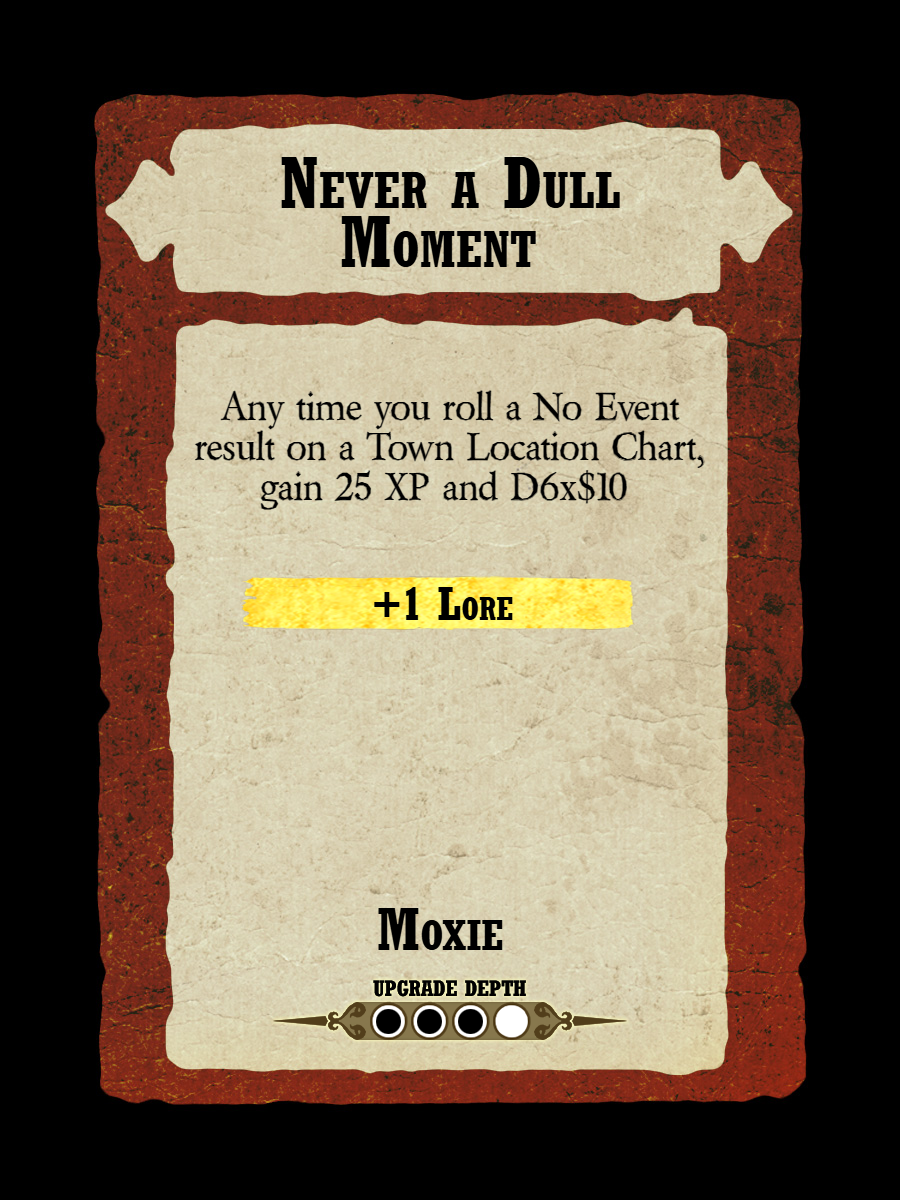 Never a Dull
Moment
Any time you roll a No Event
result on a Town Location Chart,
gain 25 XP and D6x$10
+1 Lore
Moxie
UPGRADE DEPTH